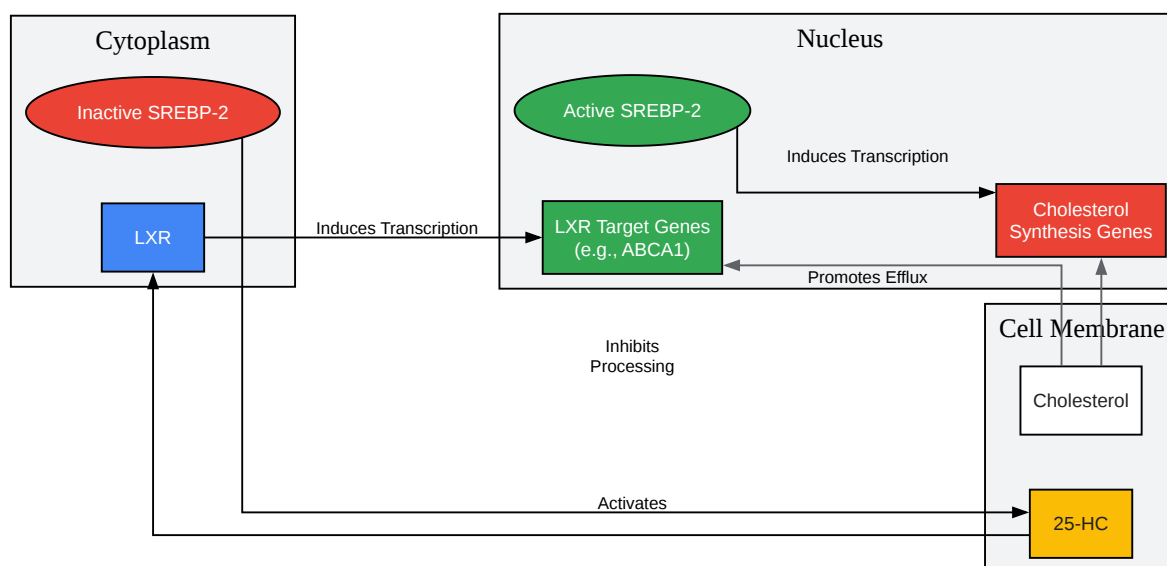 Cytoplasm
Nucleus
Inactive SREBP-2
Active SREBP-2
Induces Transcription
LXR
Induces Transcription
LXR Target Genes
(e.g., ABCA1)
Cholesterol
Synthesis Genes
Promotes Efflux
Cell Membrane
Inhibits
Processing
Cholesterol
Activates
25-HC